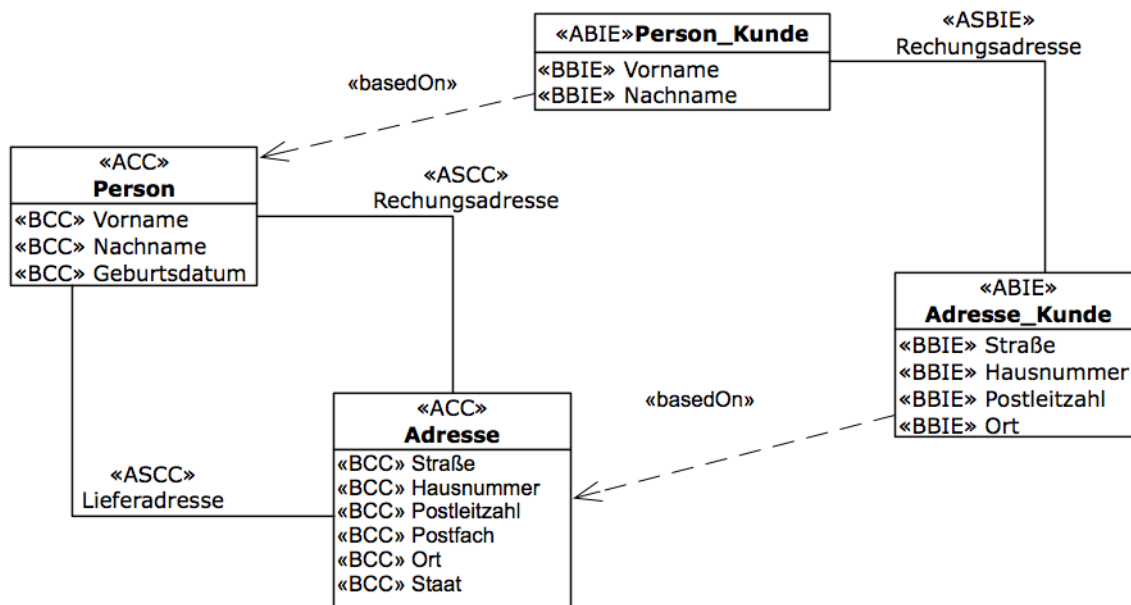 «ABIE»Person_Kunde
«BBIE» Vorname
«BBIE» Nachname
«ASBIE»
Rechungsadresse
«basedOn»
«ACC»
Person
«BCC» Vorname
«BCC» Nachname
«BCC» Geburtsdatum
«ASCC»
Rechungsadresse
«ABIE»
Adresse_Kunde
«BBIE» Straße
«BBIE» Hausnummer
«BBIE» Postleitzahl
«BBIE» Ort
«basedOn»
«ACC»
Adresse
«BCC» Straße
«BCC» Hausnummer
«BCC» Postleitzahl
«BCC» Postfach
«BCC» Ort
«BCC» Staat
«ASCC»
Lieferadresse